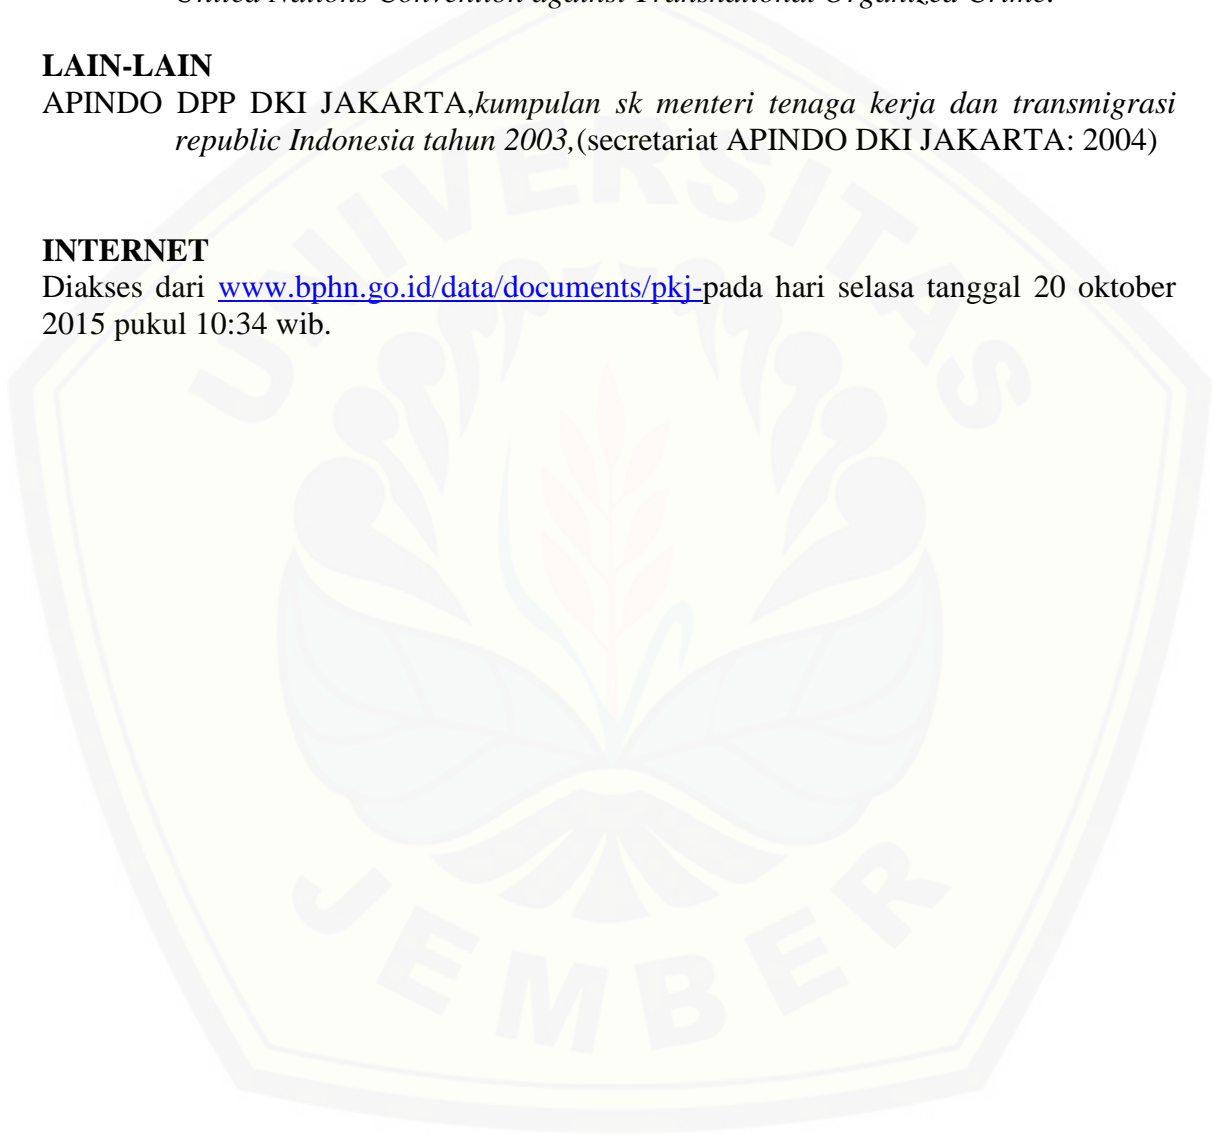 United Nations Convention against Transnational Organized Crime.
LAIN-LAIN
APINDO DPP DKI JAKARTA,kumpulan sk menteri tenaga kerja dan transmigrasi
republic Indonesia tahun 2003,(secretariat APINDO DKI JAKARTA: 2004)
INTERNET
Diakses dari www.bphn.go.id/data/documents/pkj-pada hari selasa tanggal 20 oktober
2015 pukul 10:34 wib.
UNIVERSITAS
JEMBER